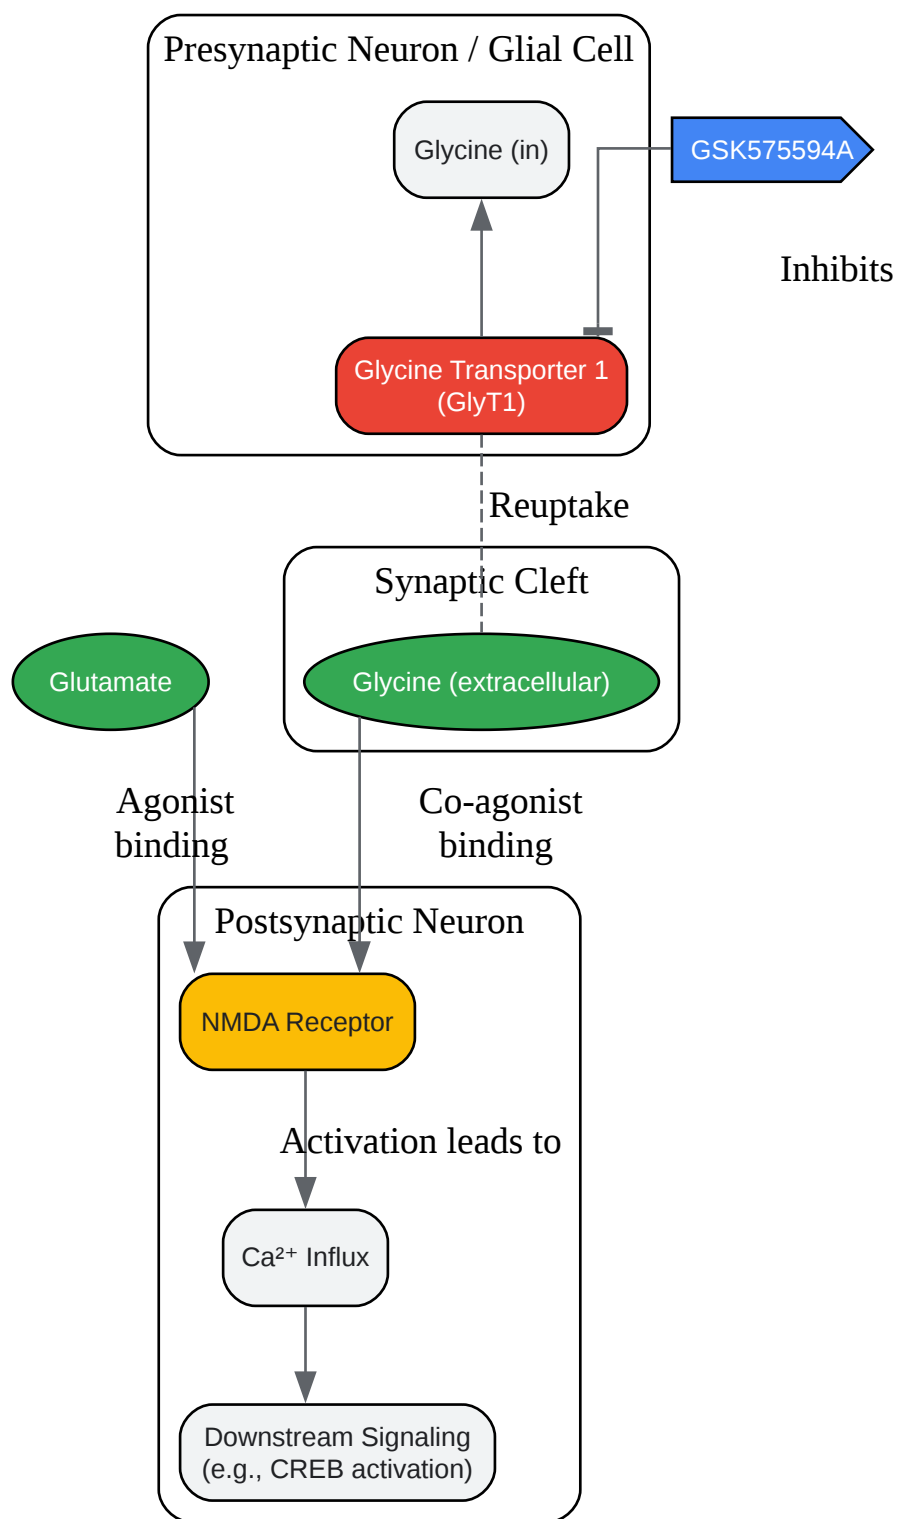 Presynaptic Neuron / Glial Cell
Glycine (in)
GSK575594A
Inhibits
Glycine Transporter 1
(GlyT1)
Reuptake
Synaptic Cleft
Glutamate
Glycine (extracellular)
Agonist
binding
Co-agonist
binding
Postsynaptic Neuron
NMDA Receptor
Activation leads to
Ca²⁺ Influx
Downstream Signaling
(e.g., CREB activation)